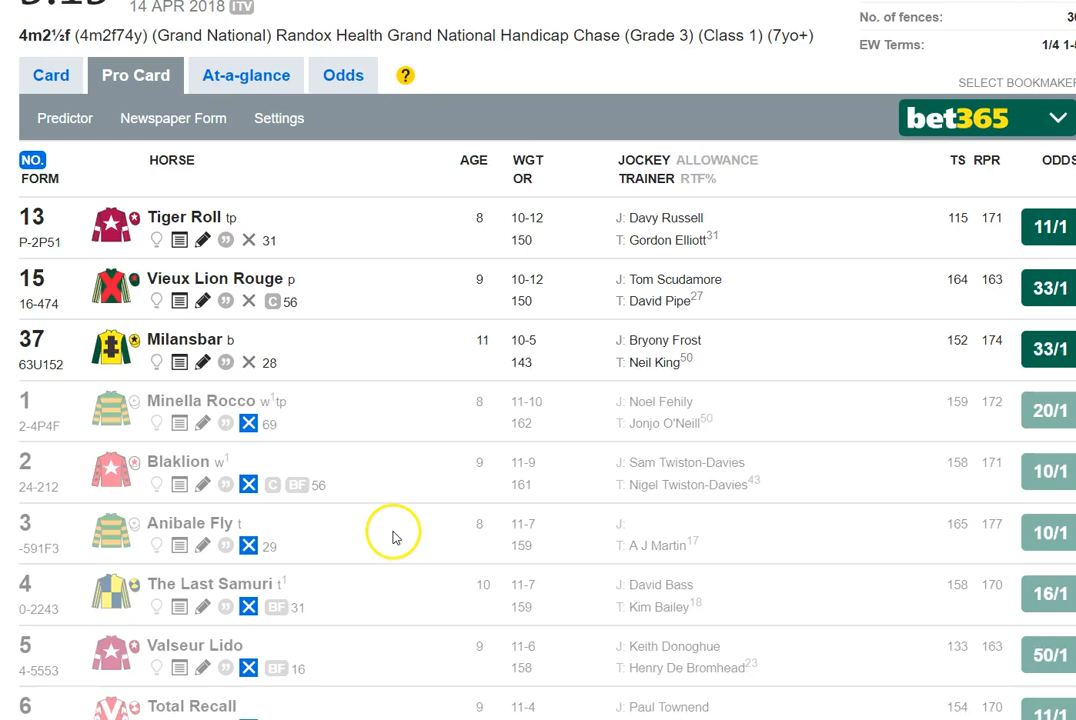 14 APR 2018 ITV
No. of fences:
4m2½f (4m2f74y) (Grand National) Randox Health Grand National Handicap Chase (Grade 3) (Class 1) (7yo+)
EW Terms: 1/4 1-
Card Pro Card At-a-glance Odds ?
SELECT BOOKMAKER
Predictor Newspaper Form Settings bet365
NO. HORSE AGE WGT JOCKEY ALLOWANCE TS RPR ODDS
FORM OR TRAINER RTF%
13 Tiger Roll tp 8 10-12 J: Davy Russell 115 171 11/1
P-2P51 31 150 T: Gordon Elliott31
15 Vieux Lion Rouge p 9 10-12 J: Tom Scudamore 164 163 33/1
16-474 C 56 150 T: David Pipe27
37 Milansbar b 11 10-5 J: Bryony Frost 152 174 33/1
63U152 28 143 T: Neil King50
1 Minella Rocco w1tp 8 11-10 J: Noel Fehily 159 172 20/1
2-4P4F 69 162 T: Jonjo O'Neill50
2 Blaklion w1 9 11-9 J: Sam Twiston-Davies 158 171 10/1
24-212 C BF 56 161 T: Nigel Twiston-Davies43
3 Anibale Fly t 8 11-7 J: 165 177 10/1
-591F3 29 159 T: A J Martin17
4 The Last Samuri t1 10 11-7 J: David Bass 158 170 16/1
0-2243 BF 31 159 T: Kim Bailey18
5 Valseur Lido 9 11-6 J: Keith Donoghue 133 163 50/1
4-5553 BF 16 158 T: Henry De Bromhead23
6 Total Recall 9 11-4 J: Paul Townend 154 170 11/1